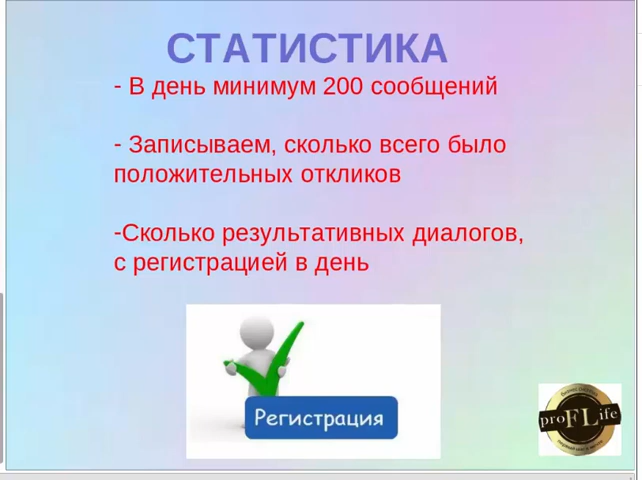 СТАТИСТИКА
- В день минимум 200 сообщений
- Записываем, сколько всего было
положительных откликов
-Сколько результативных диалогов,
с регистрацией в день
Регистрация
proFLife